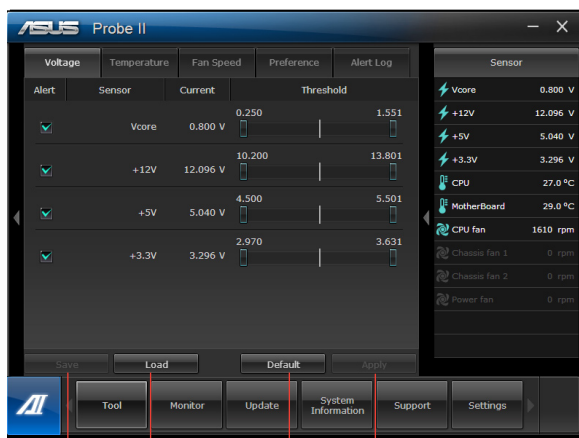 ASUS Probe II
Voltage Temperature Fan Speed Preference Alert Log
Alert Sensor Current Threshold
0.250 1.551
Vcore 0.800 V
10.200 13.801
+12V 12.096 V
4.500 5.501
+5V 5.040 V
2.970 3.631
+3.3V 3.296 V
Save Load Default Apply
Sensor
Vcore 0.800 V
+12V 12.096 V
+5V 5.040 V
+3.3V 3.296 V
CPU 27.0 ºC
MotherBoard 29.0 ºC
CPU fan 1610 rpm
Chassis fan 1 0 rpm
Chassis fan 2 0 rpm
Power fan 0 rpm
AI Tool Monitor Update System Information Support Settings